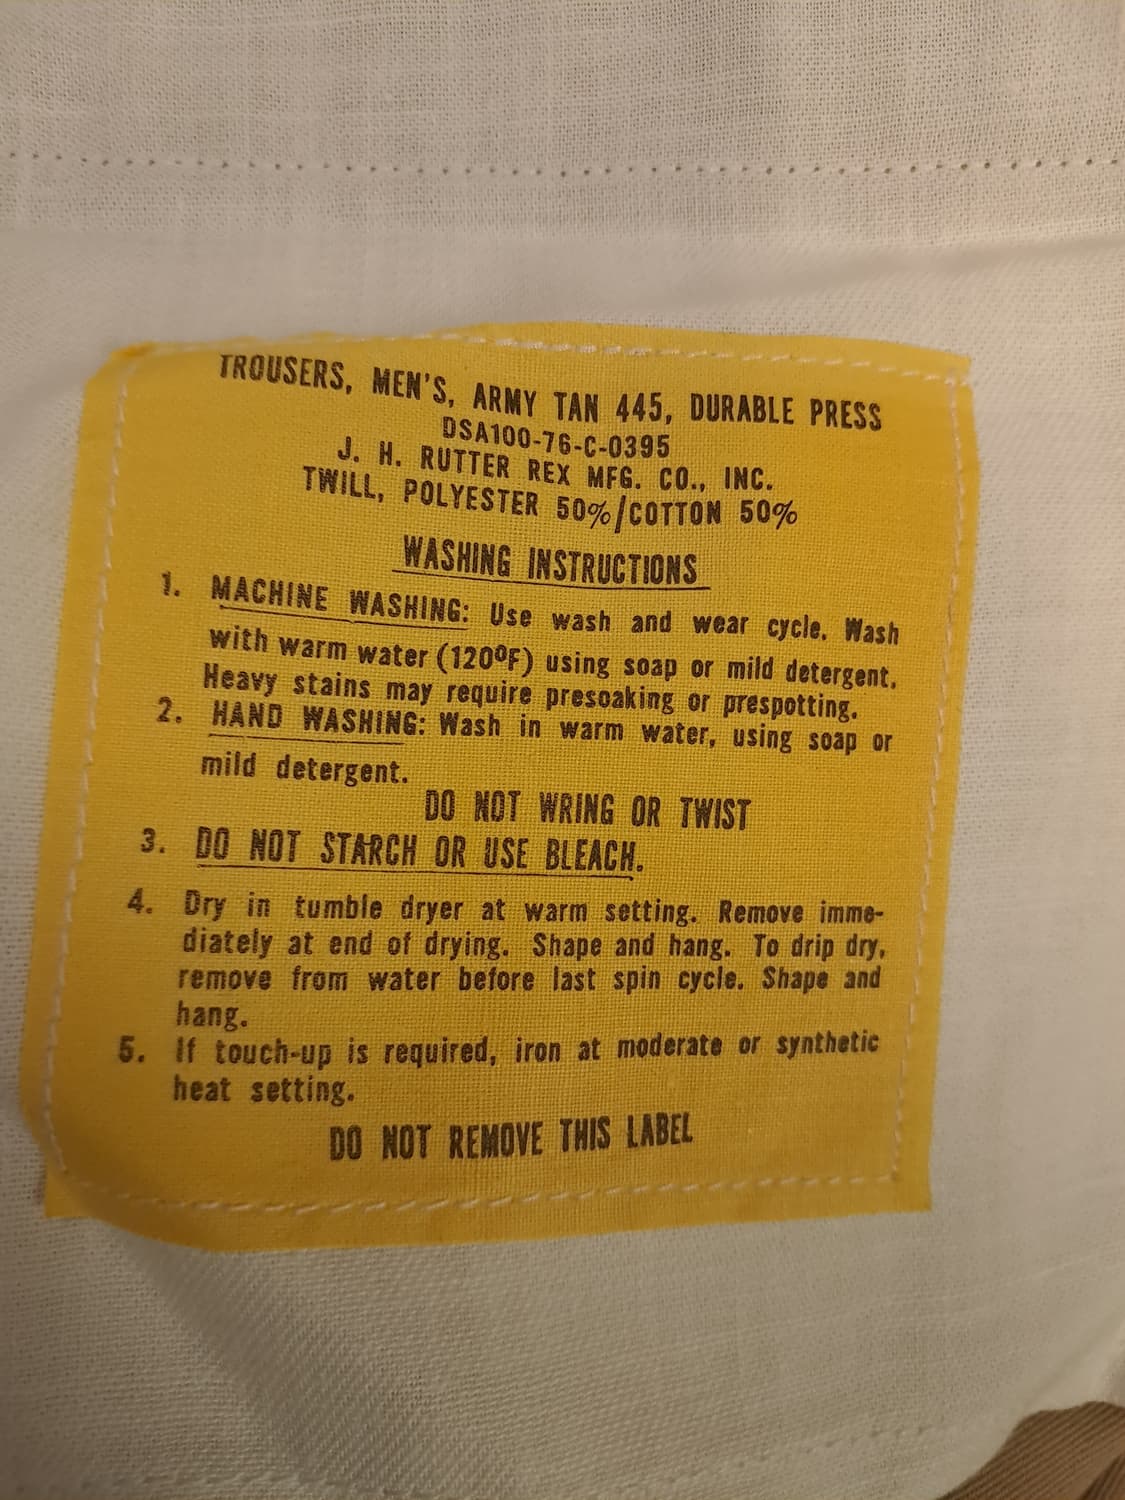 TROUSERS, MEN'S, ARMY TAN 445, DURABLE PRESS
DSA100-76-C-0395
J. H. RUTTER REX MFG. CO., INC.
TWILL, POLYESTER 50%/COTTON 50%
WASHING INSTRUCTIONS
1. MACHINE WASHING: Use wash and wear cycle. Wash
with warm water (120ºF) using soap or mild detergent.
Heavy stains may require presoaking or prespotting.
2. HAND WASHING: Wash in warm water, using soap or
mild detergent.
DO NOT WRING OR TWIST
3. DO NOT STARCH OR USE BLEACH.
4. Dry in tumble dryer at warm setting. Remove imme-
diately at end of drying. Shape and hang. To drip dry,
remove from water before last spin cycle. Shape and
hang.
5. If touch-up is required, iron at moderate or synthetic
heat setting.
DO NOT REMOVE THIS LABEL